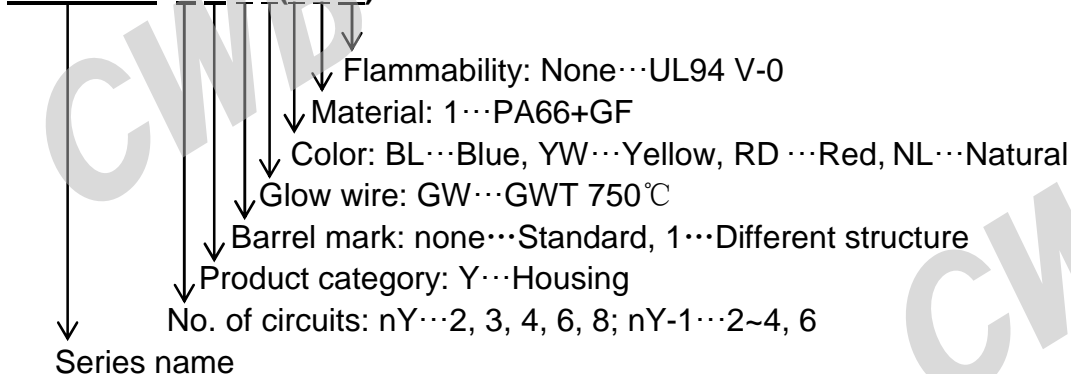 Flammability: None···UL94 V-0
Material: 1···PA66+GF
Color: BL···Blue, YW···Yellow, RD ···Red, NL···Natural
Glow wire: GW···GWT 750℃
Barrel mark: none···Standard, 1···Different structure
Product category: Y···Housing
No. of circuits: nY···2, 3, 4, 6, 8; nY-1···2~4, 6
Series name
CWB
CW